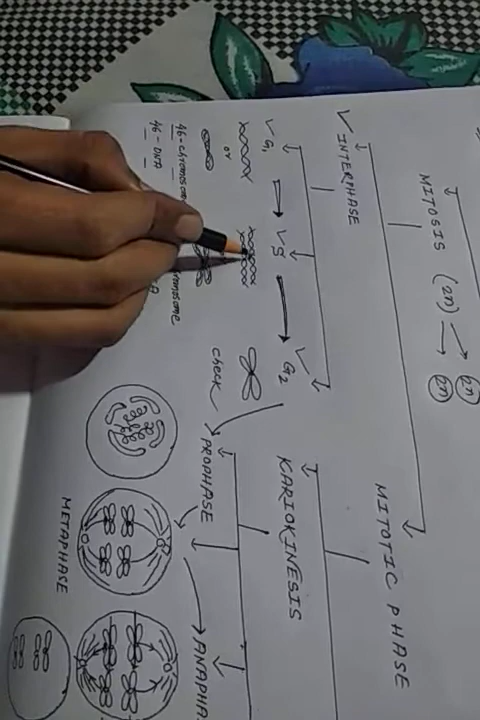 MITOSIS (2n)
2n
2n
INTERPHASE
MITOTIC PHASE
G1
S
G2
KARIOKINESIS
OR
check
PROPHASE
ANAPHA
46-chromosome
46-DNA
METAPHASE